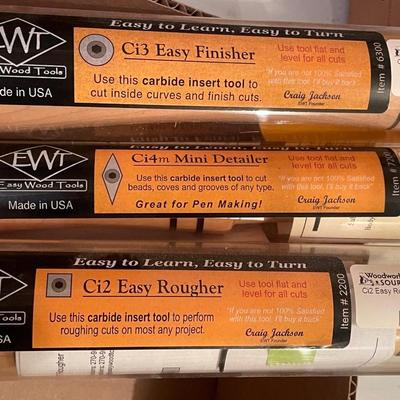 Easy to Learn, Easy to Turn
EWT
Wood Tools
Made in USA
Ci3 Easy Finisher
Use this carbide insert tool to
cut inside curves and finish cuts.
Use tool flat and
level for all cuts
"If you are not 100% Satisfied
with this tool, I'll buy it back"
Craig Jackson
EWT Founder
Item # 6300
EWT
Easy Wood Tools
Made in USA
Ci4m Mini Detailer
Use this carbide insert tool to cut
beads, coves and grooves of any type.
Great for Pen Making!
Use tool flat and
level for all cuts
"If you are not 100% Satisfied
with this tool, I'll buy it back"
Craig Jackson
EWT Founder
Easy to Learn, Easy to Turn
Tools
SA
Ci2 Easy Rougher
Use this carbide insert tool to perform
roughing cuts on most any project.
Use tool flat and
level for all cuts
"If you are not 100% Satisfied
with this tool, I'll buy it back"
Craig Jackson
EWT Founder
Item # 2200
Woodwork
SOUR
Ci2 Easy Ro